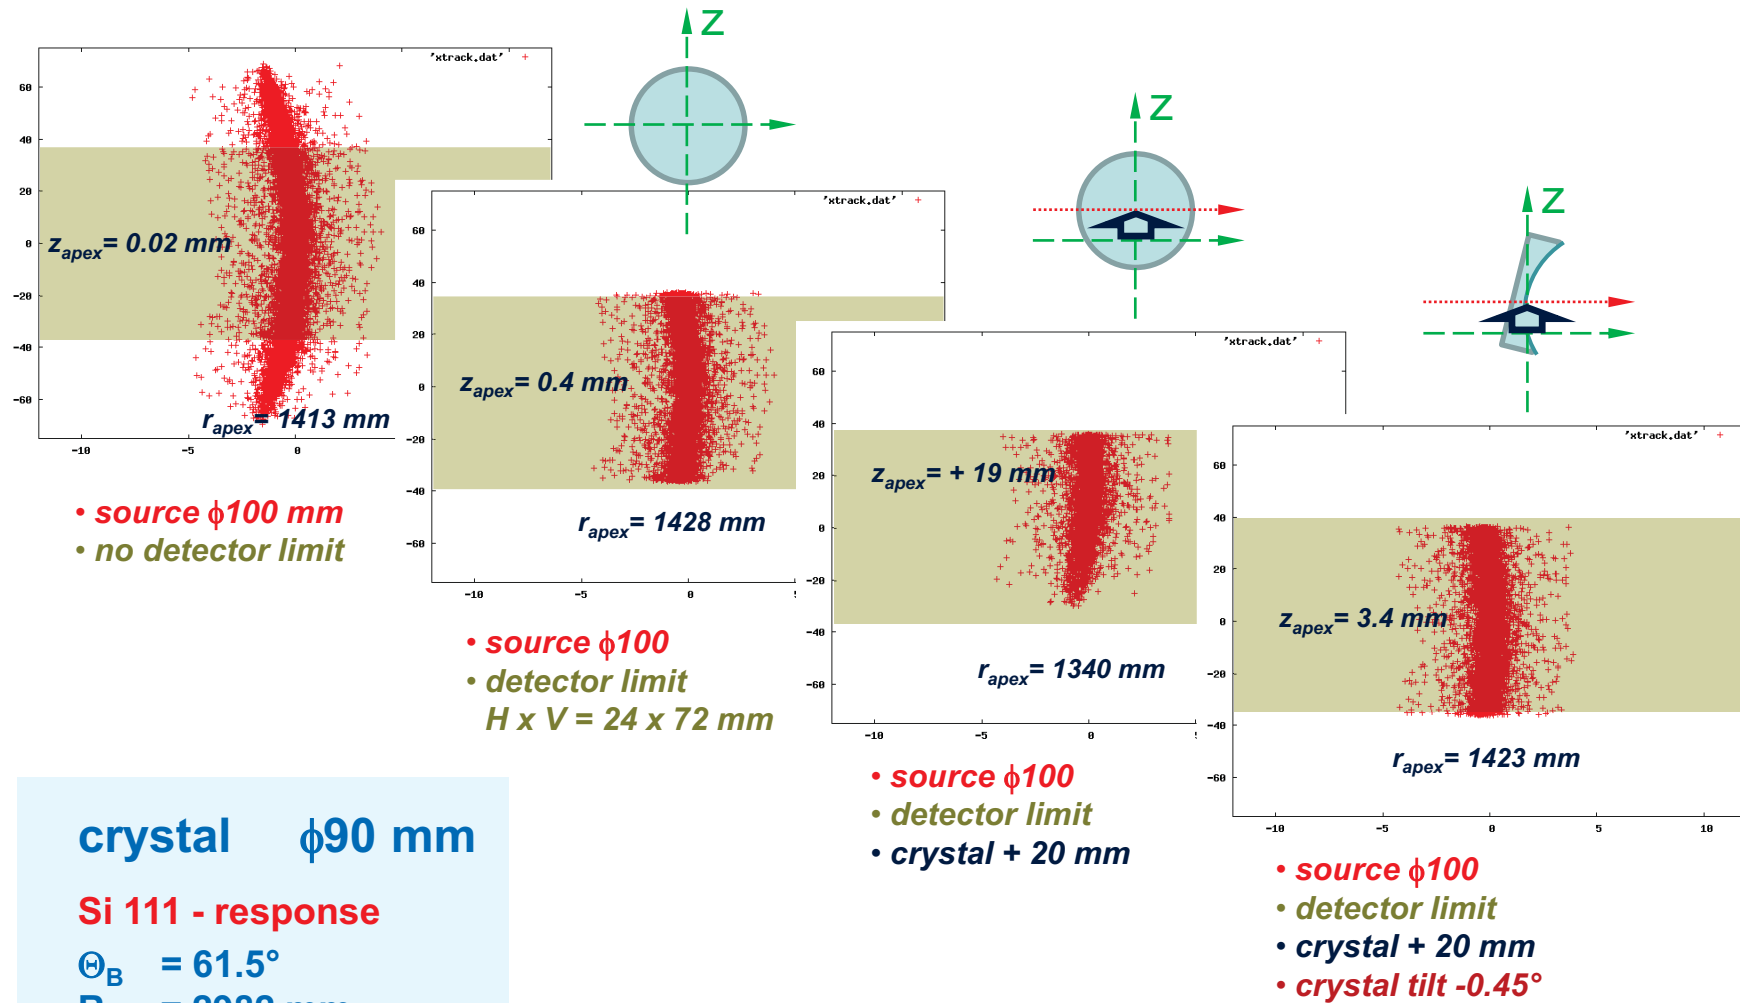 'xtrack.dat' +
60
40
20
0
-20
-40
-60
-10
-5
0
z_apex = 0.02 mm
r_apex = 1413 mm
• source ϕ100 mm
• no detector limit
Z
'xtrack.dat' +
60
40
20
0
-20
-40
-60
-10
-5
0
5
z_apex = 0.4 mm
r_apex = 1428 mm
• source ϕ100
• detector limit
H x V = 24 x 72 mm
Z
'xtrack.dat' +
60
40
20
0
-20
-40
-60
-10
-5
0
z_apex = + 19 mm
r_apex = 1340 mm
• source ϕ100
• detector limit
• crystal + 20 mm
Z
'xtrack.dat' +
60
40
20
0
-20
-40
-60
-10
-5
0
5
10
z_apex = 3.4 mm
r_apex = 1423 mm
• source ϕ100
• detector limit
• crystal + 20 mm
• crystal tilt -0.45°
crystal ϕ90 mm
Si 111 - response
Θ_B = 61.5°